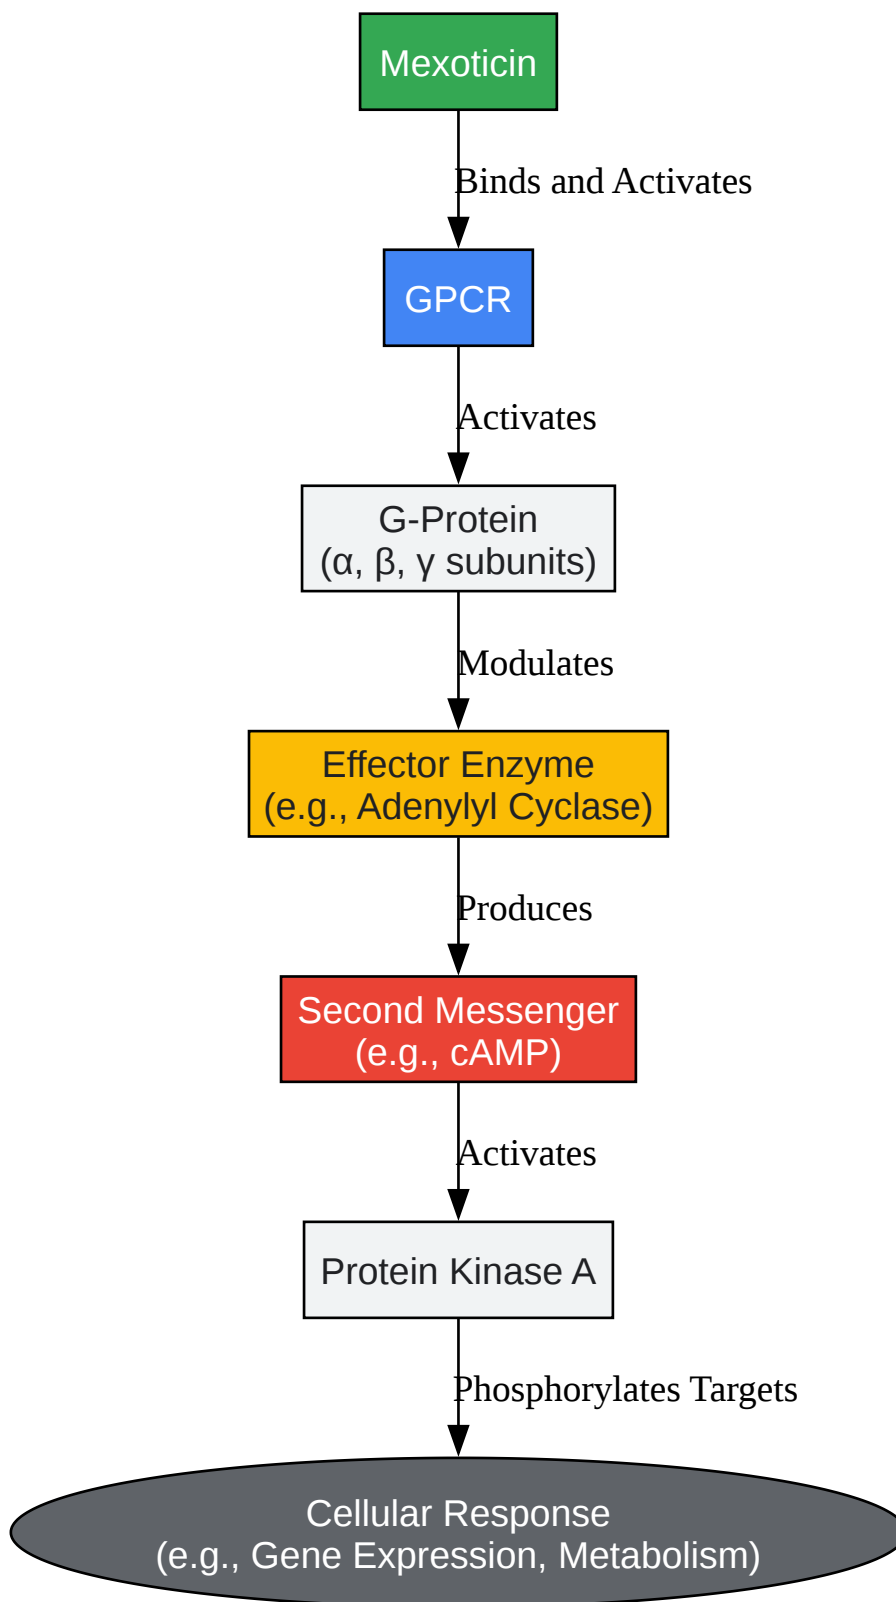 Mexoticin
Binds and Activates
GPCR
Activates
G-Protein
(α, β, γ subunits)
Modulates
Effector Enzyme
(e.g., Adenylyl Cyclase)
Produces
Second Messenger
(e.g., cAMP)
Activates
Protein Kinase A
Phosphorylates Targets
Cellular Response
(e.g., Gene Expression, Metabolism)